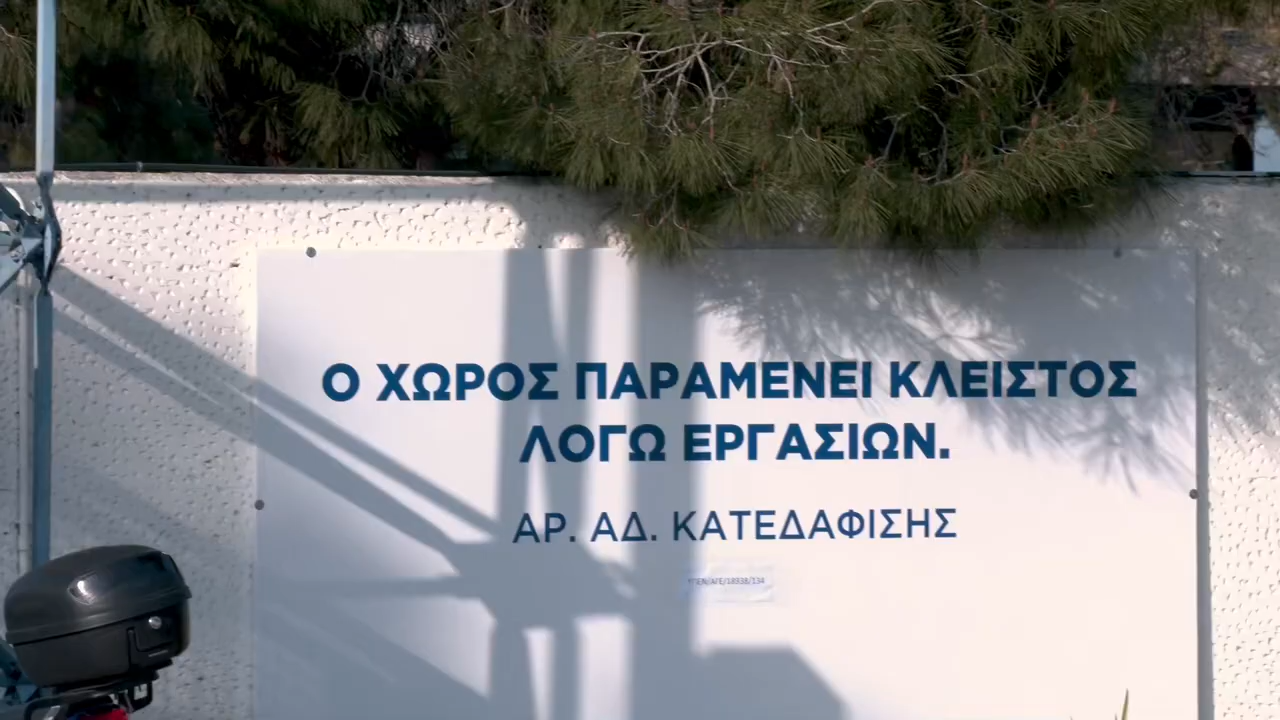 Ο ΧΩΡΟΣ ΠΑΡΑΜΕΝΕΙ ΚΛΕΙΣΤΟΣ
ΛΟΓΩ ΕΡΓΑΣΙΩΝ.
ΑΡ. ΑΔ. ΚΑΤΕΔΑΦΙΣΗΣ